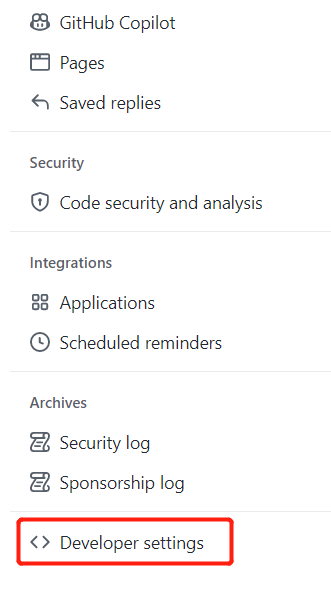 GitHub Copilot
Pages
Saved replies
Security
Code security and analysis
Integrations
Applications
Scheduled reminders
Archives
Security log
Sponsorship log
Developer settings